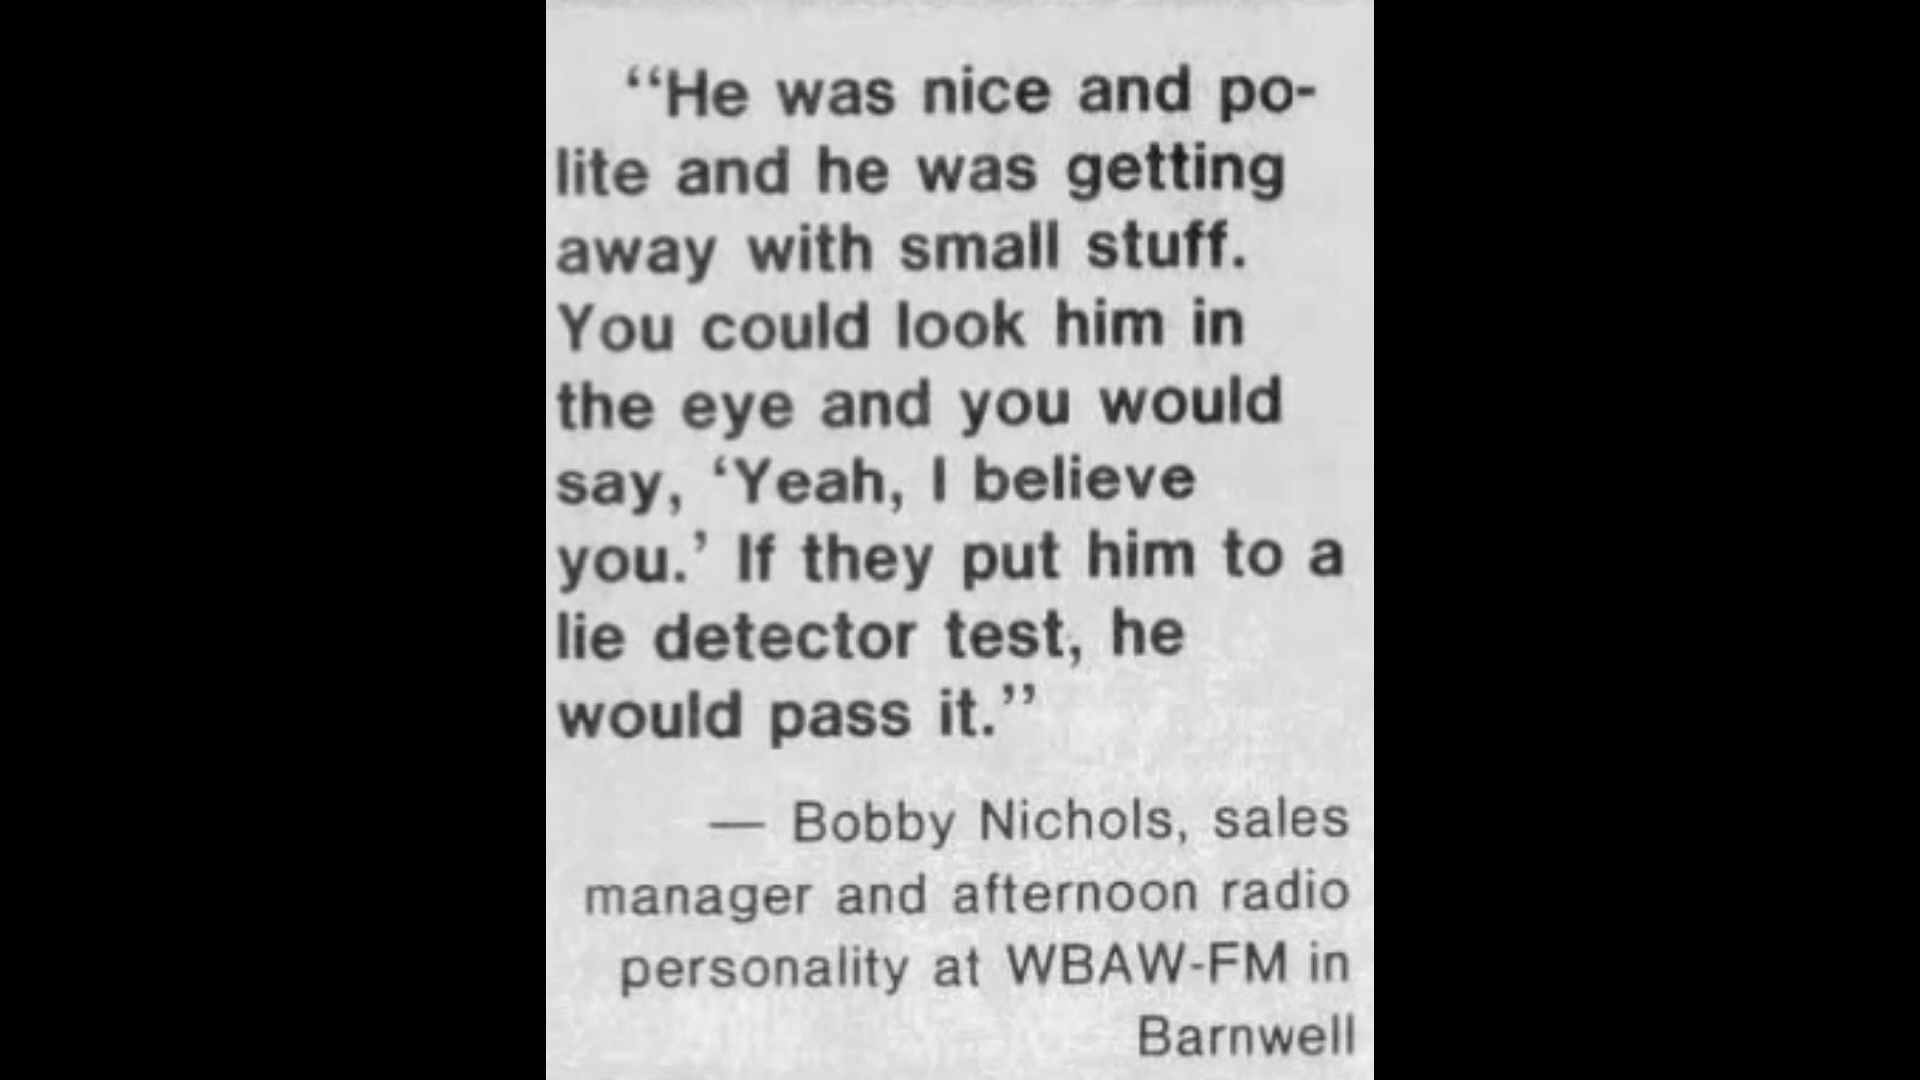 “He was nice and po-
lite and he was getting
away with small stuff.
You could look him in
the eye and you would
say, ‘Yeah, I believe
you.’ If they put him to a
lie detector test, he
would pass it.”
— Bobby Nichols, sales
manager and afternoon radio
personality at WBAW-FM in
Barnwell